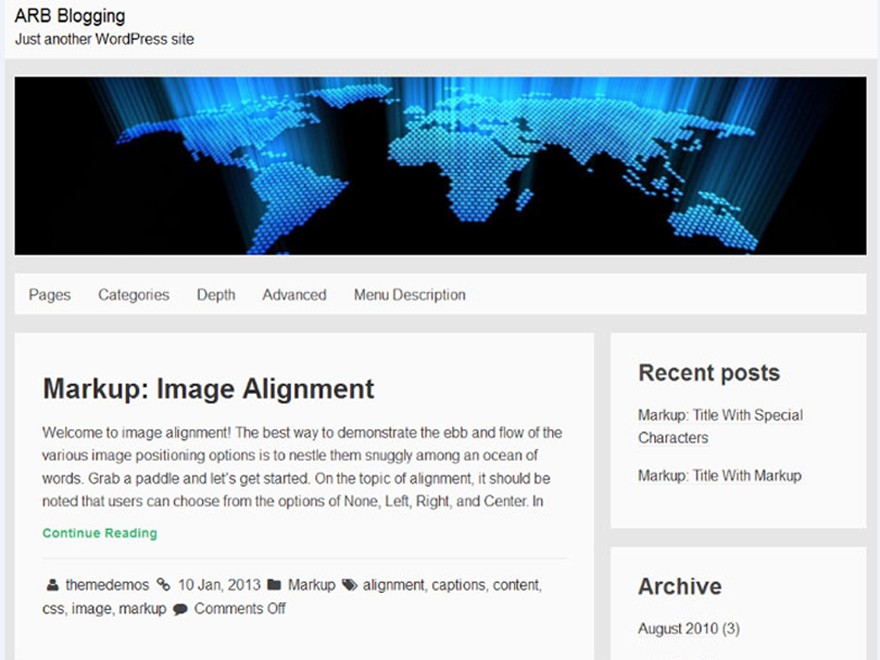 ARB Blogging
Just another WordPress site
Pages Categories Depth Advanced Menu Description
Markup: Image Alignment
Welcome to image alignment! The best way to demonstrate the ebb and flow of the
various image positioning options is to nestle them snuggly among an ocean of
words. Grab a paddle and let's get started. On the topic of alignment, it should be
noted that users can choose from the options of None, Left, Right, and Center. In
Continue Reading
themedemos 10 Jan, 2013 Markup alignment, captions, content,
css, image, markup Comments Off
Recent posts
Markup: Title With Special
Characters
Markup: Title With Markup
Archive
August 2010 (3)